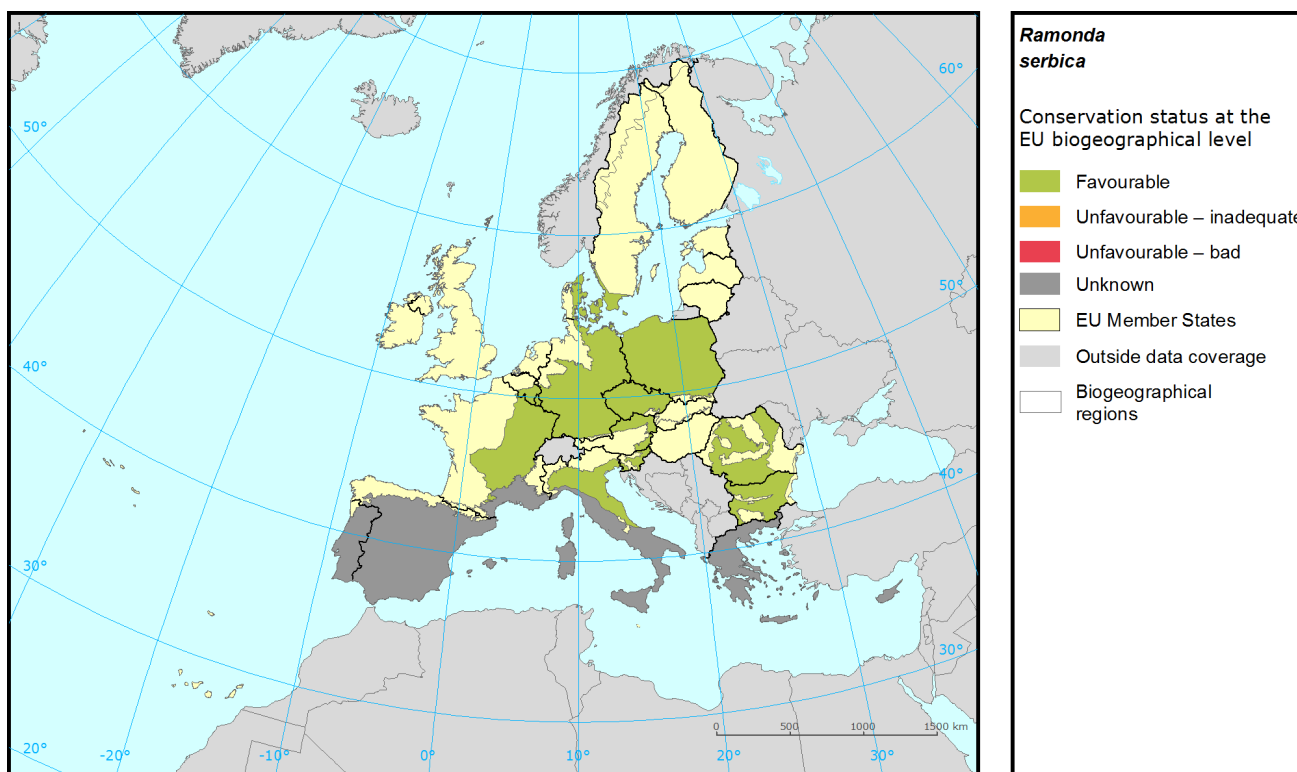 Ramonda
serbica
Conservation status at the
EU biogeographical level
Favourable
Unfavourable – inadequate
Unfavourable – bad
Unknown
EU Member States
Outside data coverage
Biogeographical
regions
60°
50°
50°
40°
40°
30°
30°
20°
-20°
-10°
0°
10°
20°
30°
0 500 1000 1500 km